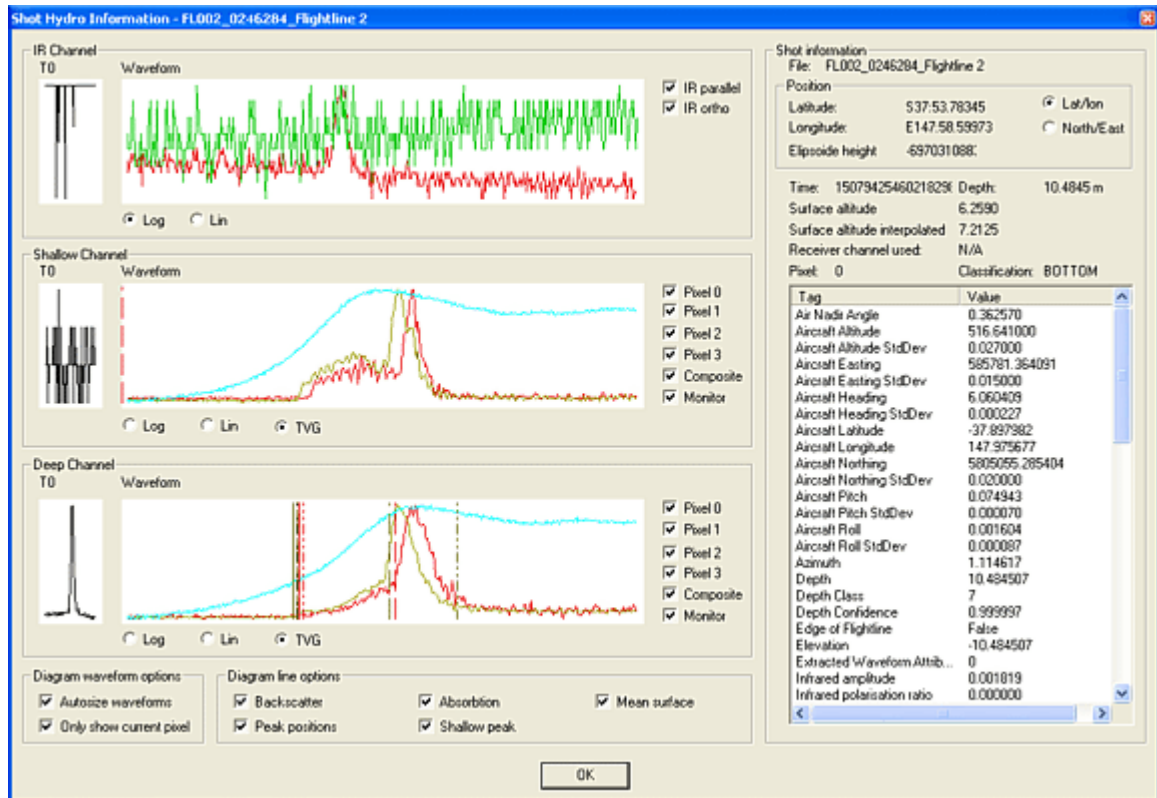 Shot Hydro Information - FL002_0246284_Flightline 2
IR Channel
T0 Waveform
IR parallel
IR ortho
Log Lin
Shallow Channel
T0 Waveform
Pixel 0
Pixel 1
Pixel 2
Pixel 3
Composite
Monitor
Log Lin TVG
Deep Channel
T0 Waveform
Pixel 0
Pixel 1
Pixel 2
Pixel 3
Composite
Monitor
Log Lin TVG
Diagram waveform options
Autosize waveforms
Only show current pixel
Diagram line options
Backscatter Absorbtion Mean surface
Peak positions Shallow peak
Shot information
File: FL002_0246284_Flightline 2
Position
Latitude: S37:53.78345 Lat/lon
Longitude: E147.58.59973 North/East
Elipsoide height -697031088:
Time: 1507942546021829( Depth: 10.4845 m
Surface altitude 6.2590
Surface altitude interpolated 7.2125
Receiver channel used: N/A
Pixel: 0 Classification: BOTTOM
Tag Value
Air Nadir Angle 0.362570
Aircraft Altitude 516.641000
Aircraft Altitude StdDev 0.027000
Aircraft Easting 585781.364091
Aircraft Easting StdDev 0.015000
Aircraft Heading 6.060409
Aircraft Heading StdDev 0.000227
Aircraft Latitude -37.897982
Aircraft Longitude 147.975677
Aircraft Northing 5805055.285404
Aircraft Northing StdDev 0.020000
Aircraft Pitch 0.074943
Aircraft Pitch StdDev 0.000070
Aircraft Roll 0.001604
Aircraft Roll StdDev 0.000087
Azimuth 1.114617
Depth 10.484507
Depth Class 7
Depth Confidence 0.999997
Edge of Flightline False
Elevation -10.484507
Extracted Waveform Attrib... 0
Infrared amplitude 0.001819
Infrared polarisation ratio 0.000000
OK